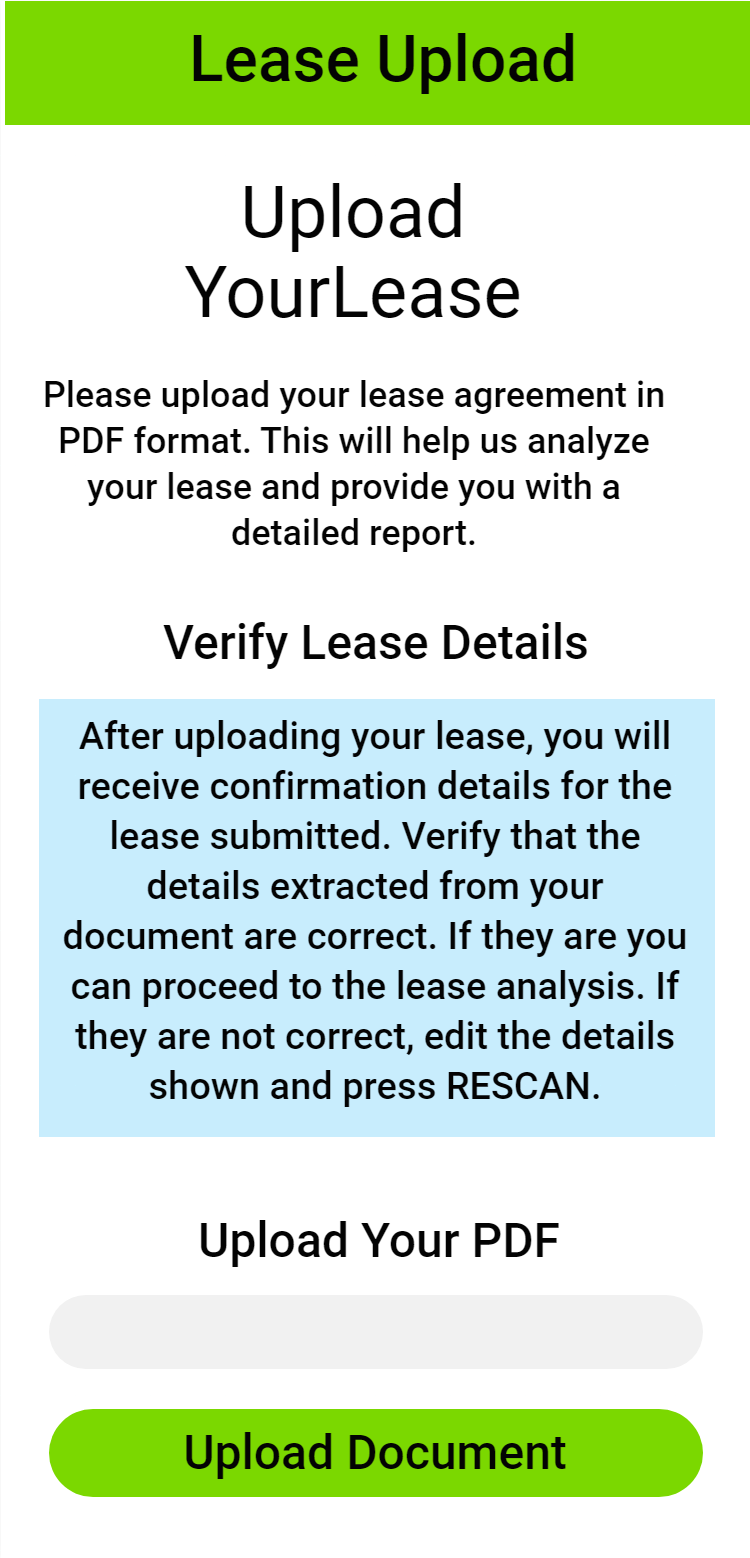 Lease Upload
Upload
YourLease
Please upload your lease agreement in
PDF format. This will help us analyze
your lease and provide you with a
detailed report.
Verify Lease Details
After uploading your lease, you will
receive confirmation details for the
lease submitted. Verify that the
details extracted from your
document are correct. If they are you
can proceed to the lease analysis. If
they are not correct, edit the details
shown and press RESCAN.
Upload Your PDF
Upload Document